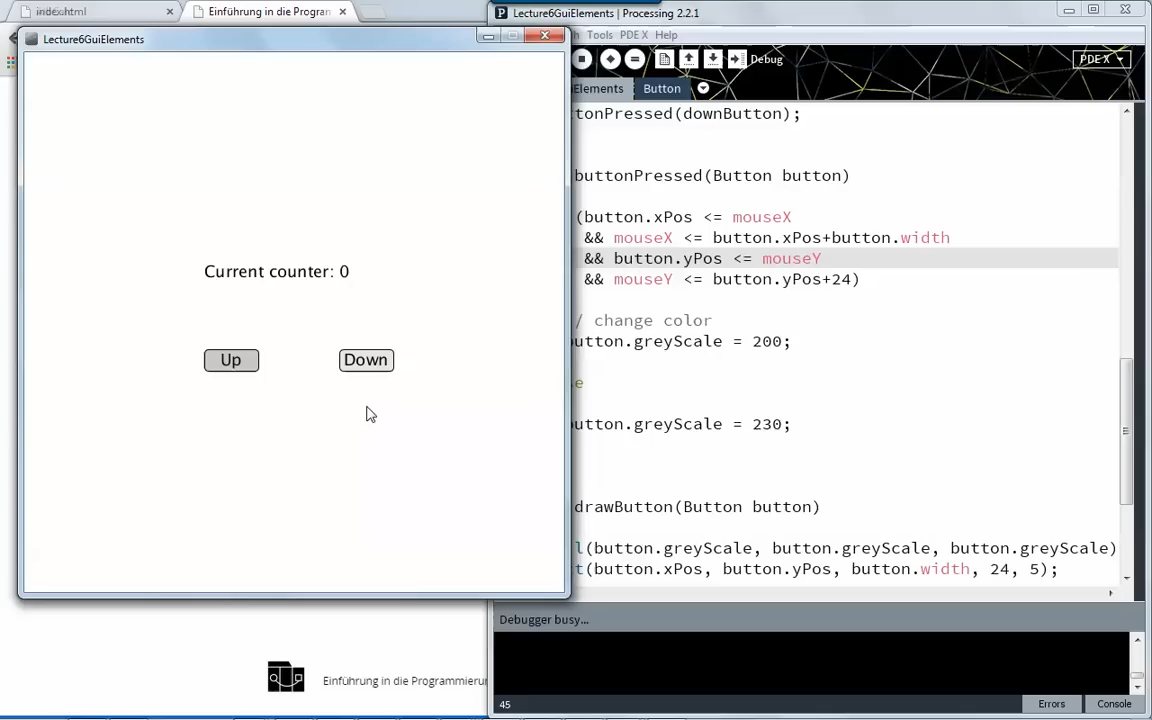 index.html
Einführung in die Program
Lecture6GuiElements | Processing 2.2.1
Lecture6GuiElements
Tools PDE X Help
Debug
PDE X
Elements Button
tonPressed(downButton);
buttonPressed(Button button)
(button.xPos <= mouseX
&& mouseX <= button.xPos+button.width
&& button.yPos <= mouseY
&& mouseY <= button.yPos+24)
/ change color
utton.greyScale = 200;
e
utton.greyScale = 230;
drawButton(Button button)
l(button.greyScale, button.greyScale, button.greyScale)
t(button.xPos, button.yPos, button.width, 24, 5);
Current counter: 0
Up
Down
Debugger busy...
Einführung in die Programmierun
45
Errors
Console